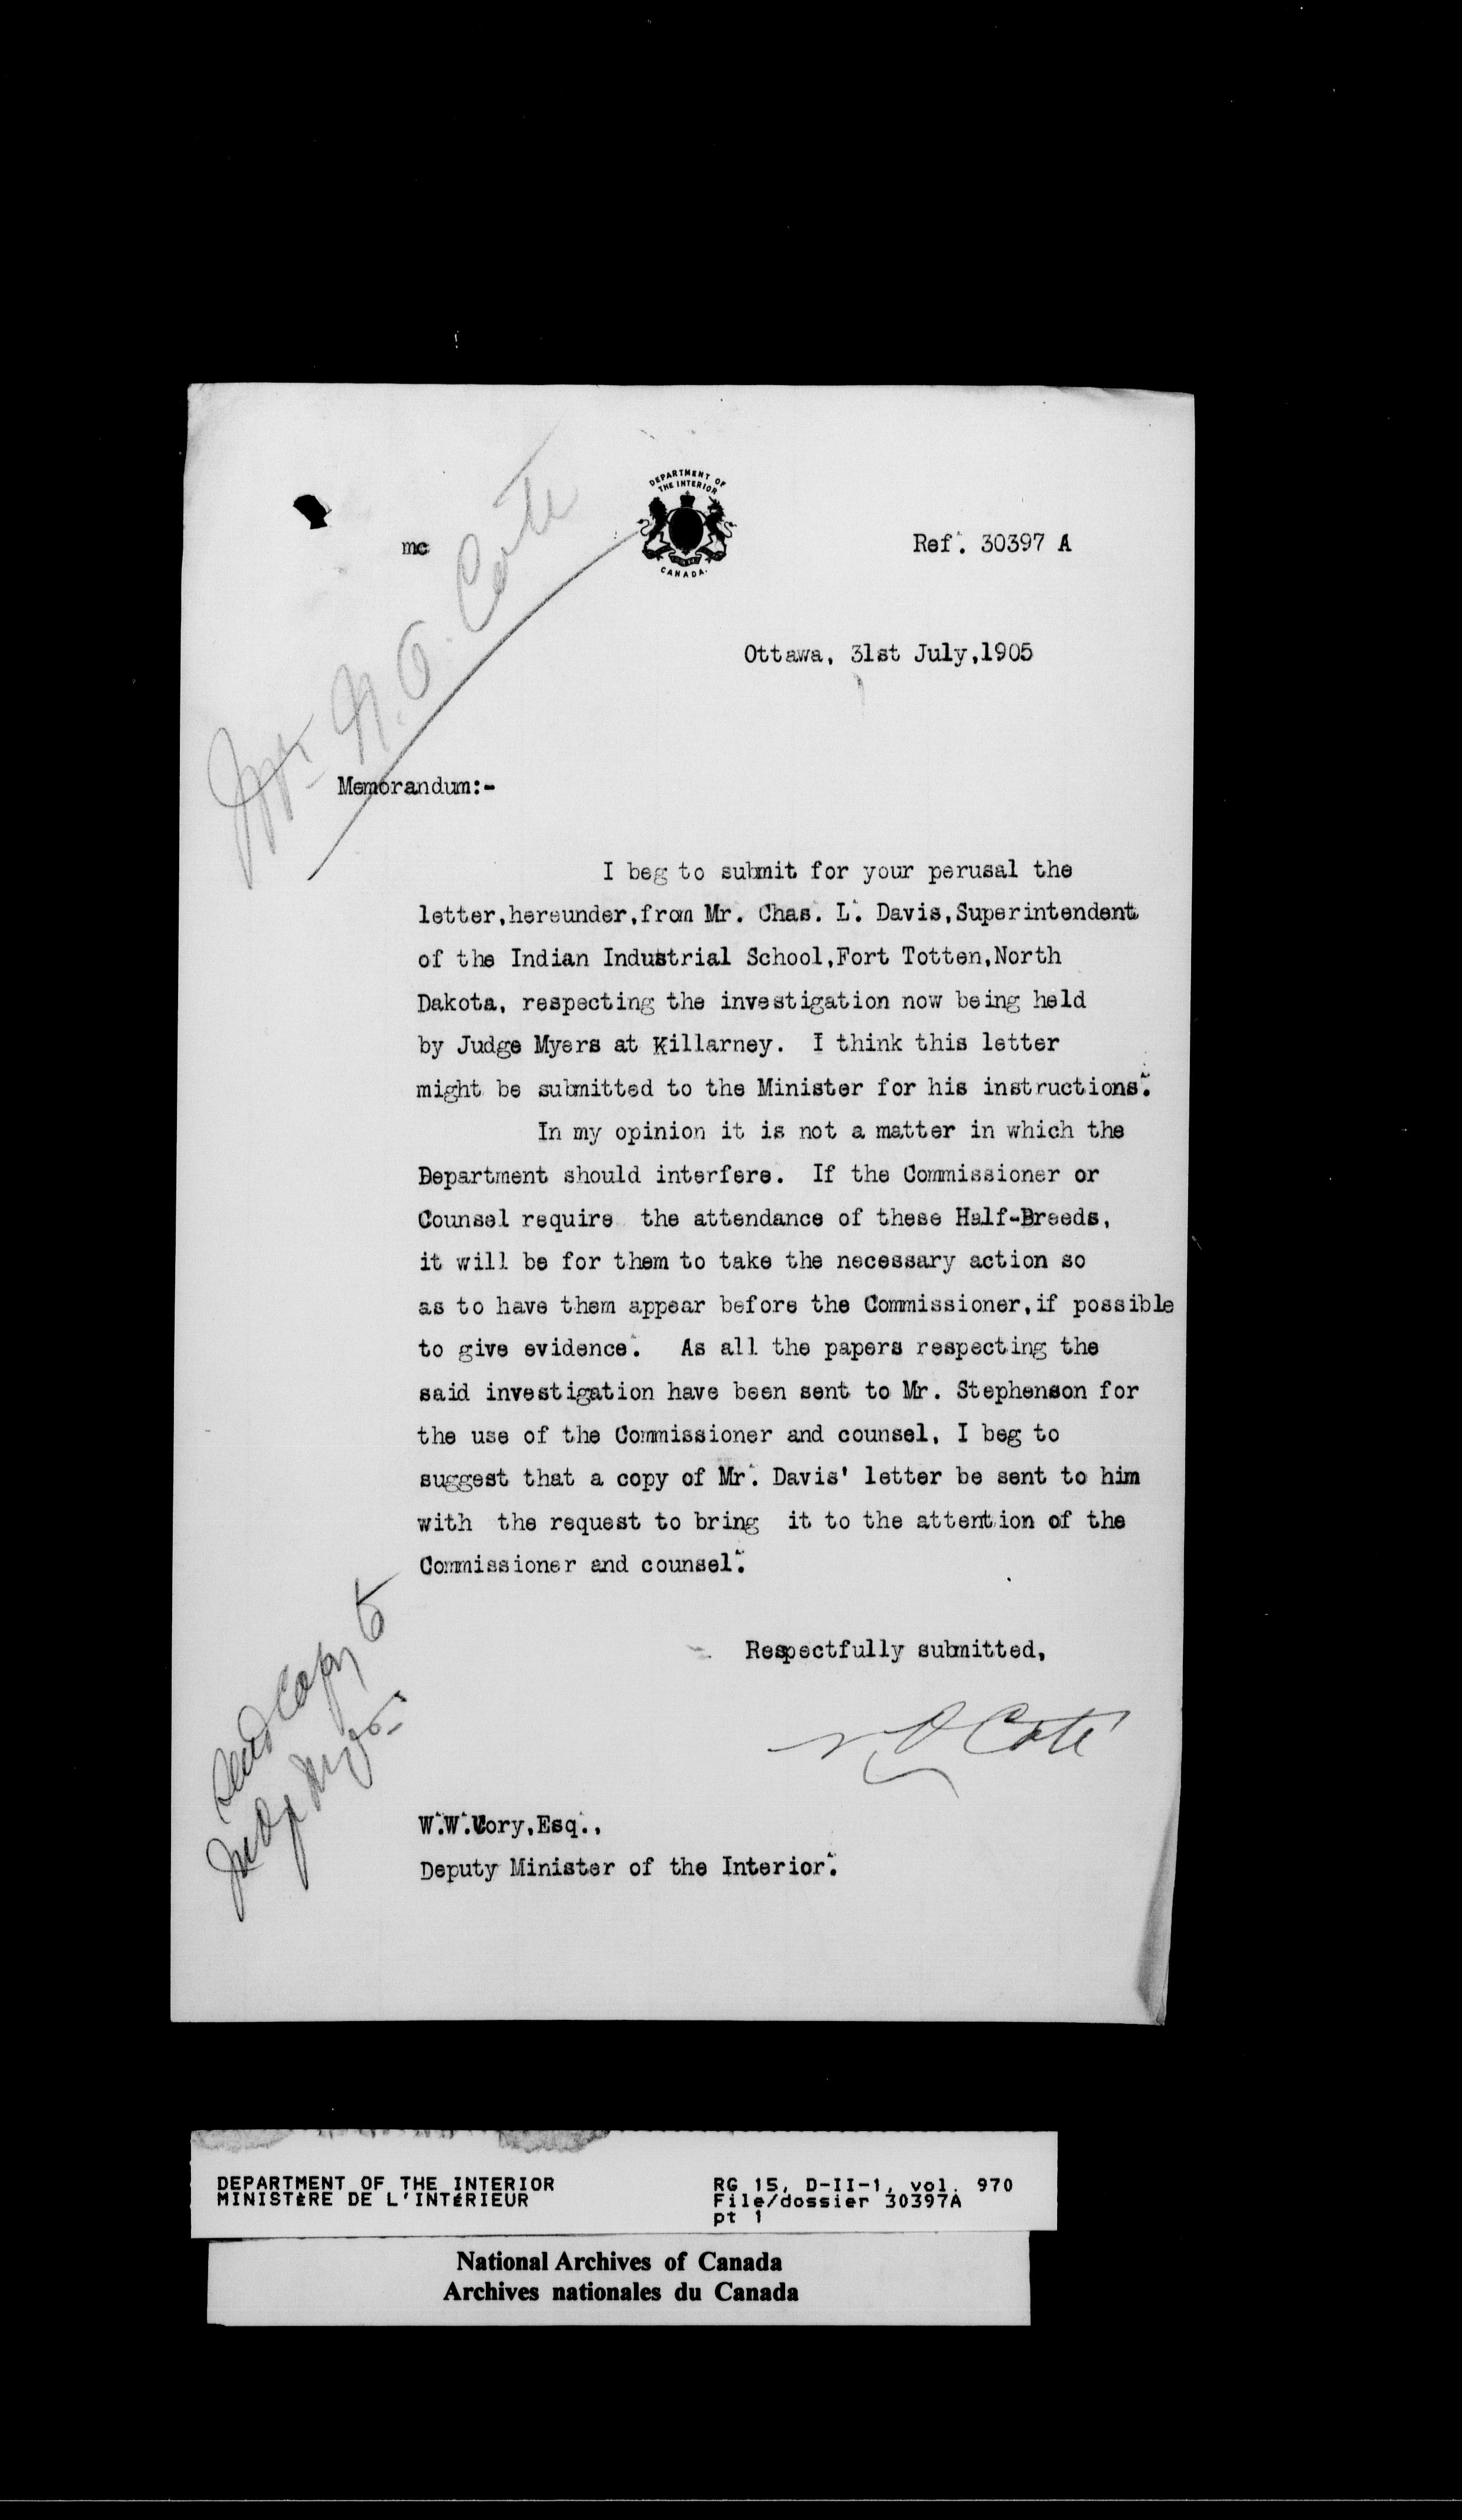 DEPARTMENT OF
THE INTERIOR
CANADA.
mc
Ref. 30397 A
Mr. N. O. Coté
Ottawa, 31st July,1905
Memorandum:-
I beg to submit for your perusal the
letter,hereunder,from Mr. Chas. L. Davis,Superintendent
of the Indian Industrial School,Fort Totten,North
Dakota, respecting the investigation now being held
by Judge Myers at Killarney. I think this letter
might be submitted to the Minister for his instructions.
In my opinion it is not a matter in which the
Department should interfere. If the Commissioner or
Counsel require the attendance of these Half-Breeds,
it will be for them to take the necessary action so
as to have them appear before the Commissioner,if possible
to give evidence. As all the papers respecting the
said investigation have been sent to Mr. Stephenson for
the use of the Commissioner and counsel, I beg to
suggest that a copy of Mr. Davis' letter be sent to him
with the request to bring it to the attention of the
Commissioner and counsel.
Respectfully submitted,
N O Coté
Send copy to
Judge Myers
W.W.Cory,Esq.,
Deputy Minister of the Interior.
DEPARTMENT OF THE INTERIOR
MINISTÈRE DE L'INTÉRIEUR
RG 15, D-II-1, vol. 970
File/dossier 30397A
pt 1
National Archives of Canada
Archives nationales du Canada